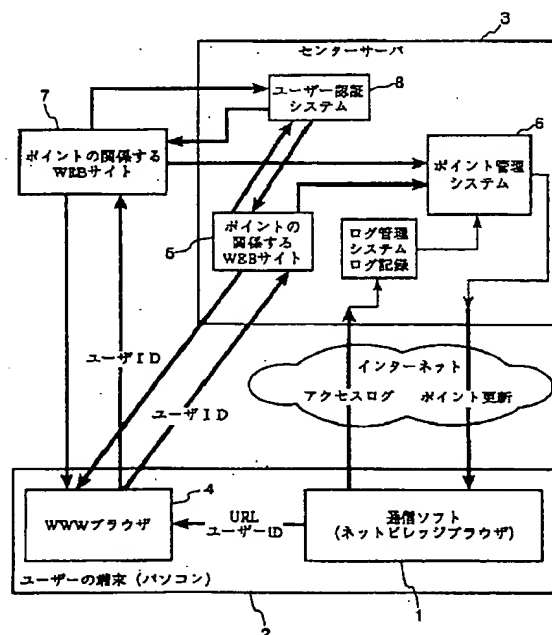 3
センターサーバ
ユーザー認証
システム
8
7
ポイントの関係する
WEBサイト
6
ポイント管理
システム
ポイントの
関係する
WEBサイト
5
ログ管理
システム
ログ記録
インターネット
アクセスログ
ポイント更新
ユーザID
ユーザID
4
WWWブラウザ
URL
ユーザーID
通信ソフト
(ネットビレッジブラウザ)
ユーザーの端末(パソコン)
2
1